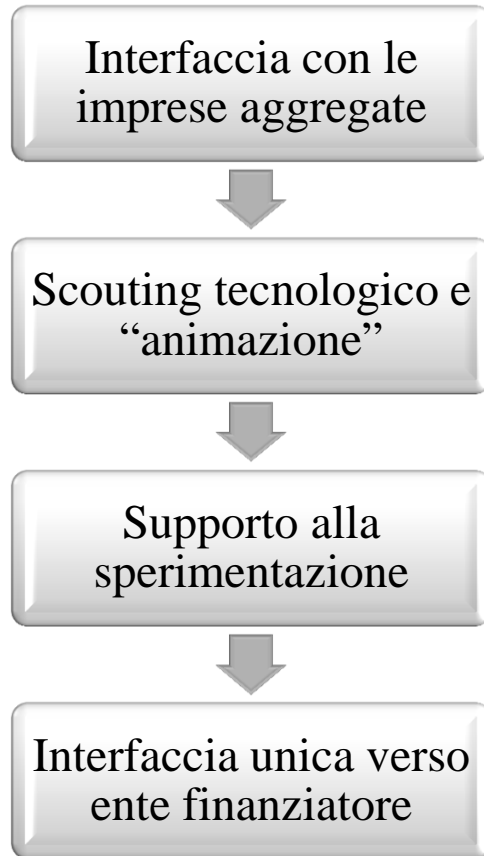 Interfaccia con le
imprese aggregate
Scouting tecnologico e
“animazione”
Supporto alla
sperimentazione
Interfaccia unica verso
ente finanziatore